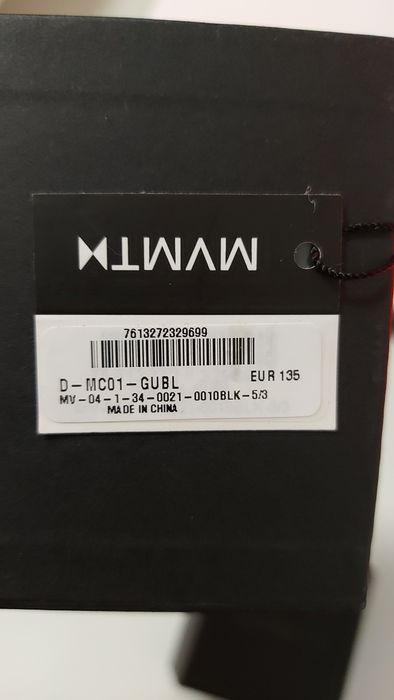 MVMT
7613272329699
D-MC01-GUBL EUR 135
MV-04-1-34-0021-0010BLK-5/3
MADE IN CHINA